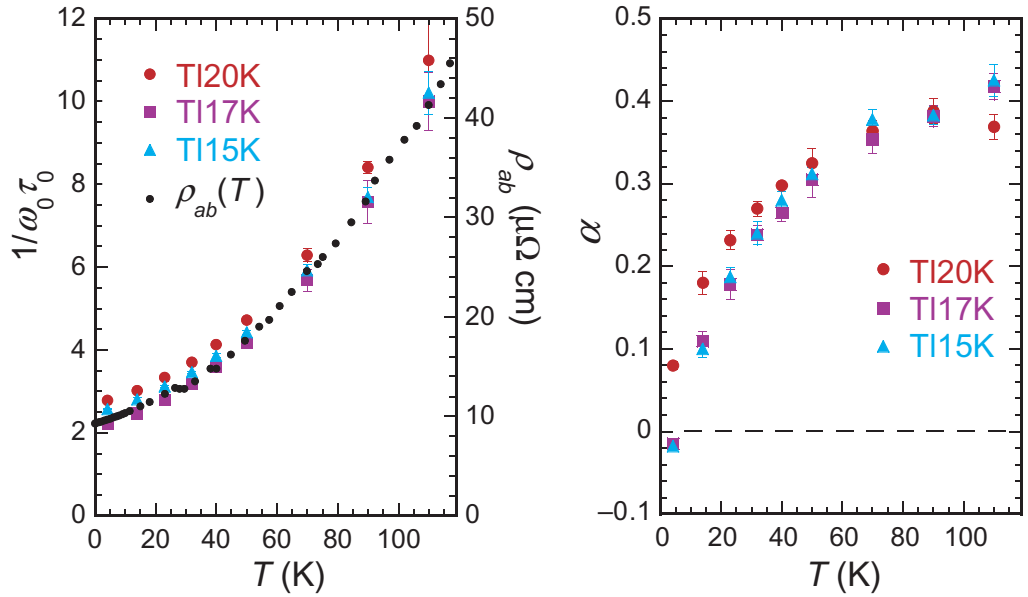 12
10
8
6
4
2
0
1/ω₀τ₀
Tl20K
Tl17K
Tl15K
ρab(T)
50
40
30
20
10
0
ρab (μΩ cm)
0 20 40 60 80 100
T (K)
0.5
0.4
0.3
0.2
0.1
0
–0.1
α
Tl20K
Tl17K
Tl15K
0 20 40 60 80 100
T (K)